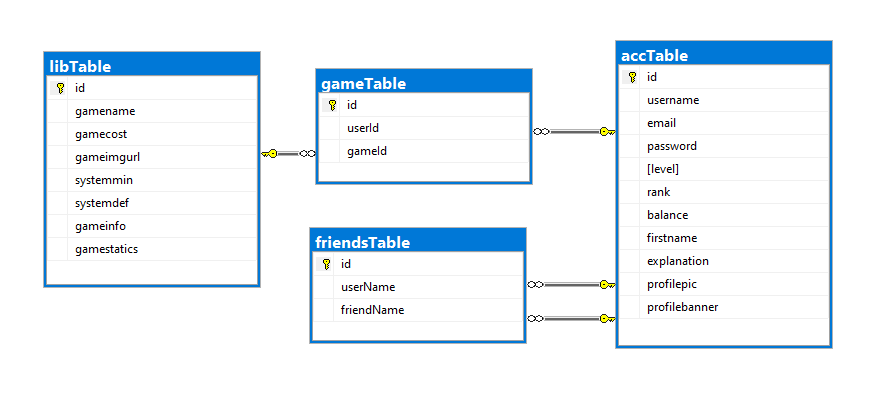 libTable
id
gamename
gamecost
gameimgurl
systemmin
systemdef
gameinfo
gamestatics
gameTable
id
userId
gameId
friendsTable
id
userName
friendName
accTable
id
username
email
password
[level]
rank
balance
firstname
explanation
profilepic
profilebanner